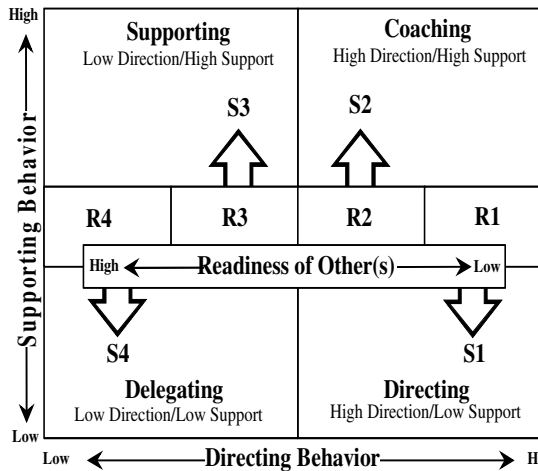 High
Supporting
Low Direction/High Support
Coaching
High Direction/High Support
S3
S2
Supporting Behavior
R4
R3
R2
R1
High
Readiness of Other(s)
Low
S4
S1
Delegating
Low Direction/Low Support
Directing
High Direction/Low Support
Low
Low
Directing Behavior
H